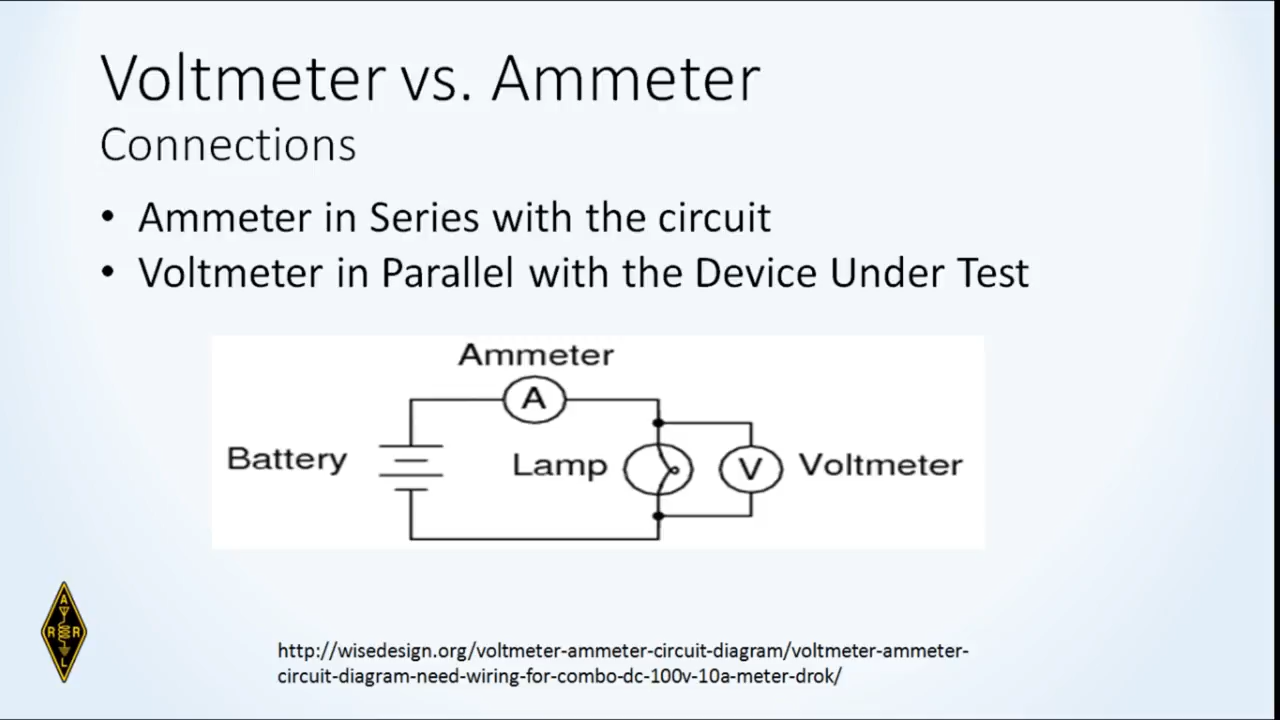 Voltmeter vs. Ammeter
Connections
• Ammeter in Series with the circuit
• Voltmeter in Parallel with the Device Under Test
Ammeter
A
Battery
Lamp
V
Voltmeter
A
R R
L
http://wisedesign.org/voltmeter-ammeter-circuit-diagram/voltmeter-ammeter-
circuit-diagram-need-wiring-for-combo-dc-100v-10a-meter-drok/